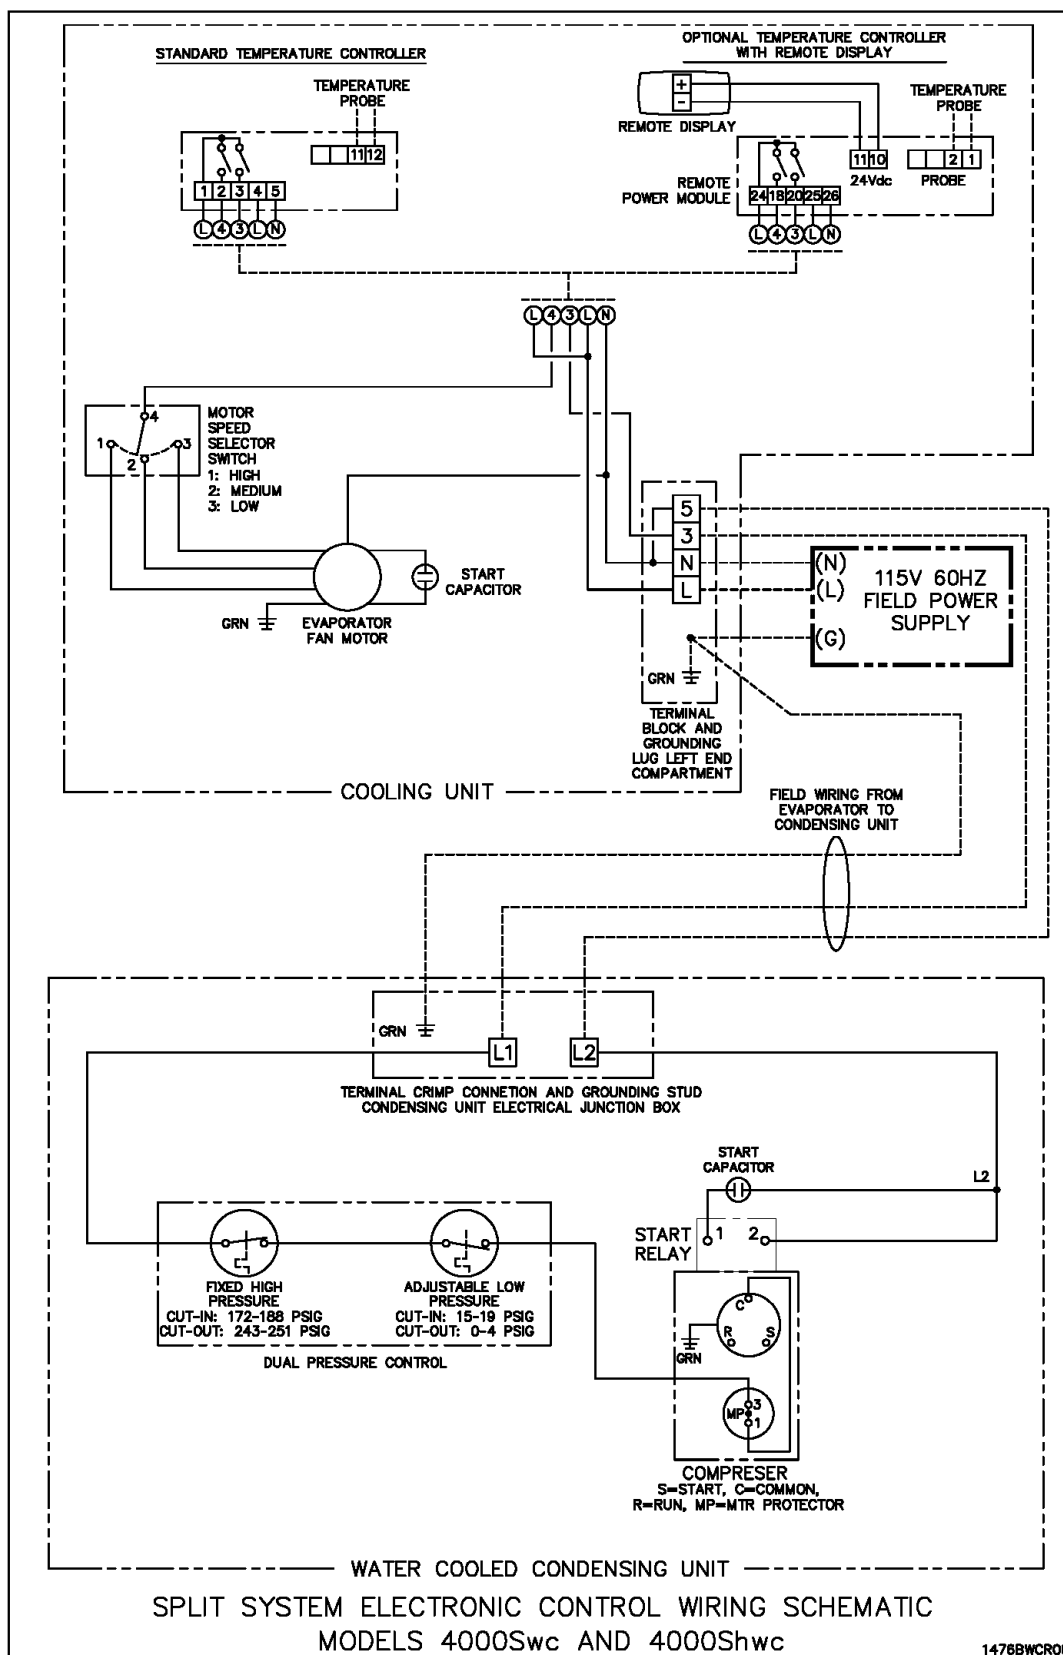 STANDARD TEMPERATURE CONTROLLER
TEMPERATURE
PROBE
11 12
1 2 3 4 5
L 4 3 L N
OPTIONAL TEMPERATURE CONTROLLER
WITH REMOTE DISPLAY
+
-
REMOTE DISPLAY
TEMPERATURE
PROBE
REMOTE
POWER MODULE
11 10
24Vdc
2 1
PROBE
24 18 20 25 26
L 4 3 L N
L 4 3 L N
4
1
2
3
MOTOR
SPEED
SELECTOR
SWITCH
1: HIGH
2: MEDIUM
3: LOW
START
CAPACITOR
GRN
EVAPORATOR
FAN MOTOR
5
3
N
L
GRN
TERMINAL
BLOCK AND
GROUNDING
LUG LEFT END
COMPARTMENT
(N)
(L)
(G)
115V 60HZ
FIELD POWER
SUPPLY
COOLING UNIT
FIELD WIRING FROM
EVAPORATOR TO
CONDENSING UNIT
GRN
L1
L2
TERMINAL CRIMP CONNETION AND GROUNDING STUD
CONDENSING UNIT ELECTRICAL JUNCTION BOX
START
CAPACITOR
L2
START
RELAY
1
2
FIXED HIGH
PRESSURE
CUT-IN: 172-188 PSIG
CUT-OUT: 243-251 PSIG
ADJUSTABLE LOW
PRESSURE
CUT-IN: 15-19 PSIG
CUT-OUT: 0-4 PSIG
DUAL PRESSURE CONTROL
C
R
S
GRN
MP
3
1
COMPRESER
S=START, C=COMMON,
R=RUN, MP=MTR PROTECTOR
WATER COOLED CONDENSING UNIT
SPLIT SYSTEM ELECTRONIC CONTROL WIRING SCHEMATIC
MODELS 4000Swc AND 4000Shwc